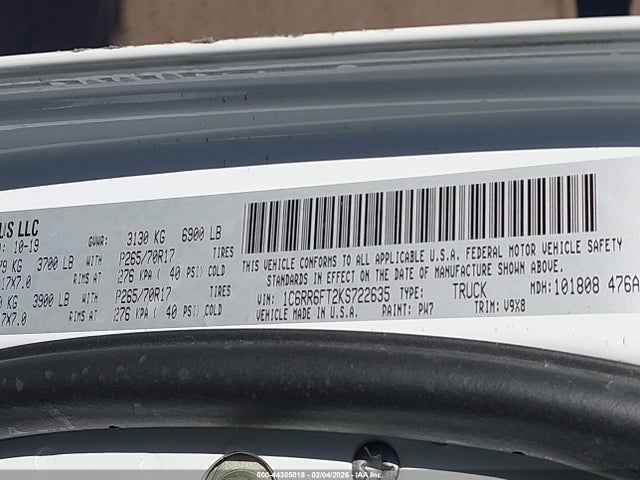 US LLC
: 10-19 GVWR: 3130 KG 6900 LB
79 KG 3700 LB P265/70R17 TIRES
17X7.0 RIMS AT 276 KPA ( 40 PSI) COLD
KG 3900 LB P265/70R17 TIRES
7X7.0 RIMS AT 276 KPA ( 40 PSI) COLD
THIS VEHICLE CONFORMS TO ALL APPLICABLE U.S.A. FEDERAL MOTOR VEHICLE SAFETY
STANDARDS IN EFFECT ON THE DATE OF MANUFACTURE SHOWN ABOVE.
VIN: 1C6RR6FT2KS722635 TYPE: TRUCK MDH:101808 476A
VEHICLE MADE IN U.S.A. PAINT: PW7 TRIM: V9X8
000-44305018 - 02/04/2026 - IAA Inc.